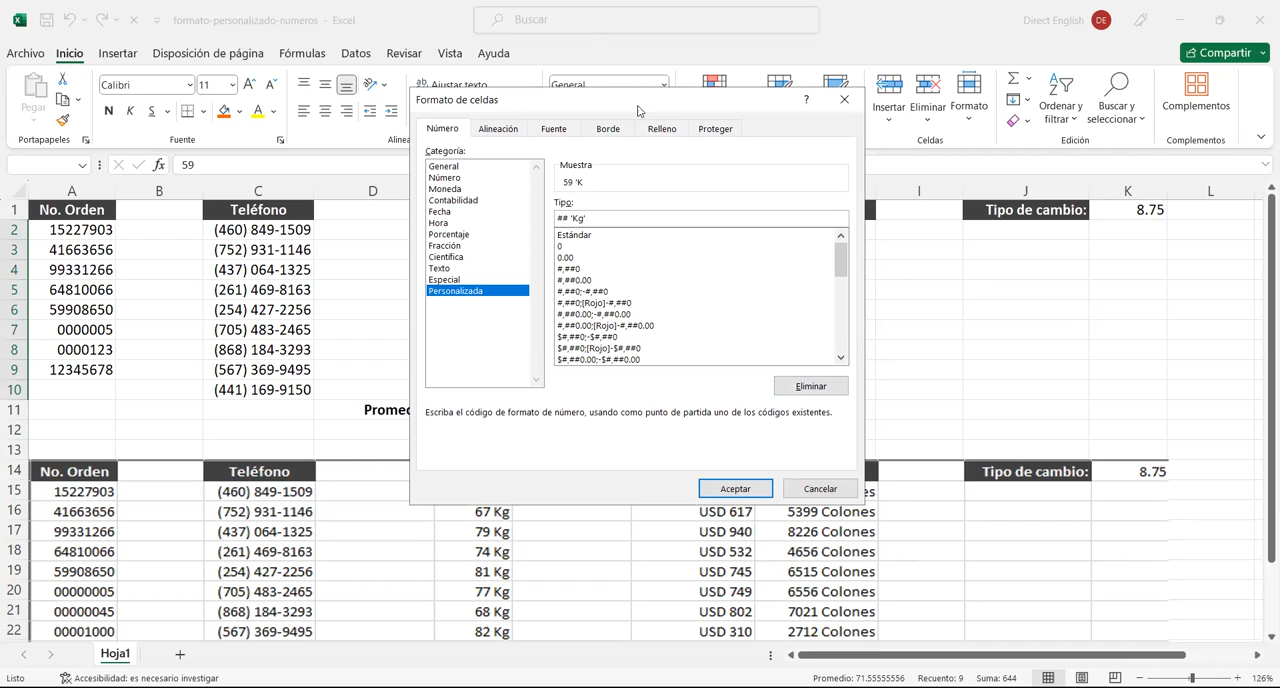 formato-personalizado-numeros - Excel
Buscar
Direct English
DE
Archivo Inicio Insertar Disposición de página Fórmulas Datos Revisar Vista Ayuda
Compartir
Pegar
Calibri 11
N K S
Ajustar texto
General
Insertar Eliminar Formato
Ordenar y filtrar
Buscar y seleccionar
Complementos
Portapapeles Fuente Celdas Edición Complementos
59
A B C D I J K L
1 No. Orden Teléfono Tipo de cambio: 8.75
2 15227903 (460) 849-1509
3 41663656 (752) 931-1146
4 99331266 (437) 064-1325
5 64810066 (261) 469-8163
6 59908650 (254) 427-2256
7 0000005 (705) 483-2465
8 0000123 (868) 184-3293
9 12345678 (567) 369-9495
10 (441) 169-9150
11
12
13
14 No. Orden Teléfono Tipo de cambio: 8.75
15 15227903 (460) 849-1509
16 41663656 (752) 931-1146 67 Kg USD 617 5399 Colones
17 99331266 (437) 064-1325 79 Kg USD 940 8226 Colones
18 64810066 (261) 469-8163 74 Kg USD 532 4656 Colones
19 59908650 (254) 427-2256 81 Kg USD 745 6515 Colones
20 00000005 (705) 483-2465 77 Kg USD 749 6556 Colones
21 00000045 (868) 184-3293 68 Kg USD 802 7021 Colones
22 00001000 (567) 369-9495 82 Kg USD 310 2712 Colones
Formato de celdas
?
Número Alineación Fuente Borde Relleno Proteger
Categoría:
General
Número
Moneda
Contabilidad
Fecha
Hora
Porcentaje
Fracción
Científica
Texto
Especial
Personalizada
Muestra
59 'K
Tipo:
## 'Kg'
Estándar
0
0.00
#,##0
#,##0.00
#,##0;-#,##0
#,##0;[Rojo]-#,##0
#,##0.00;-#,##0.00
#,##0.00;[Rojo]-#,##0.00
$#,##0;-$#,##0
$#,##0;[Rojo]-$#,##0
$#,##0.00;-$#,##0.00
Eliminar
Escriba el código de formato de número, usando como punto de partida uno de los códigos existentes.
Aceptar Cancelar
Hoja1
Listo
Accesibilidad: es necesario investigar
Promedio: 71.55555556 Recuento: 9 Suma: 644
126%